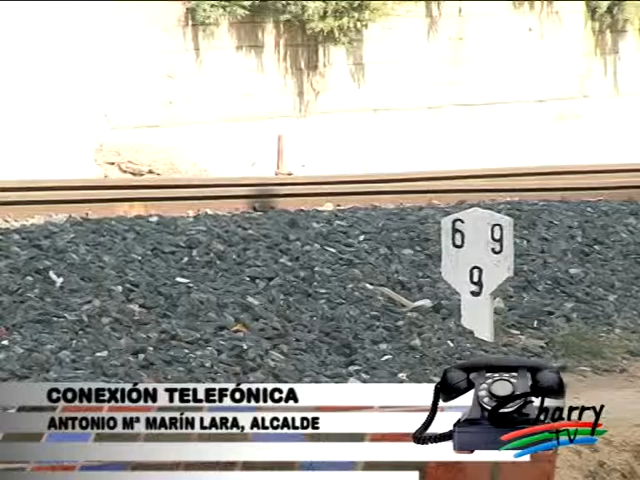 6 9
9
CONEXIÓN TELEFÓNICA
ANTONIO Mª MARÍN LARA, ALCALDE
Charry
TV